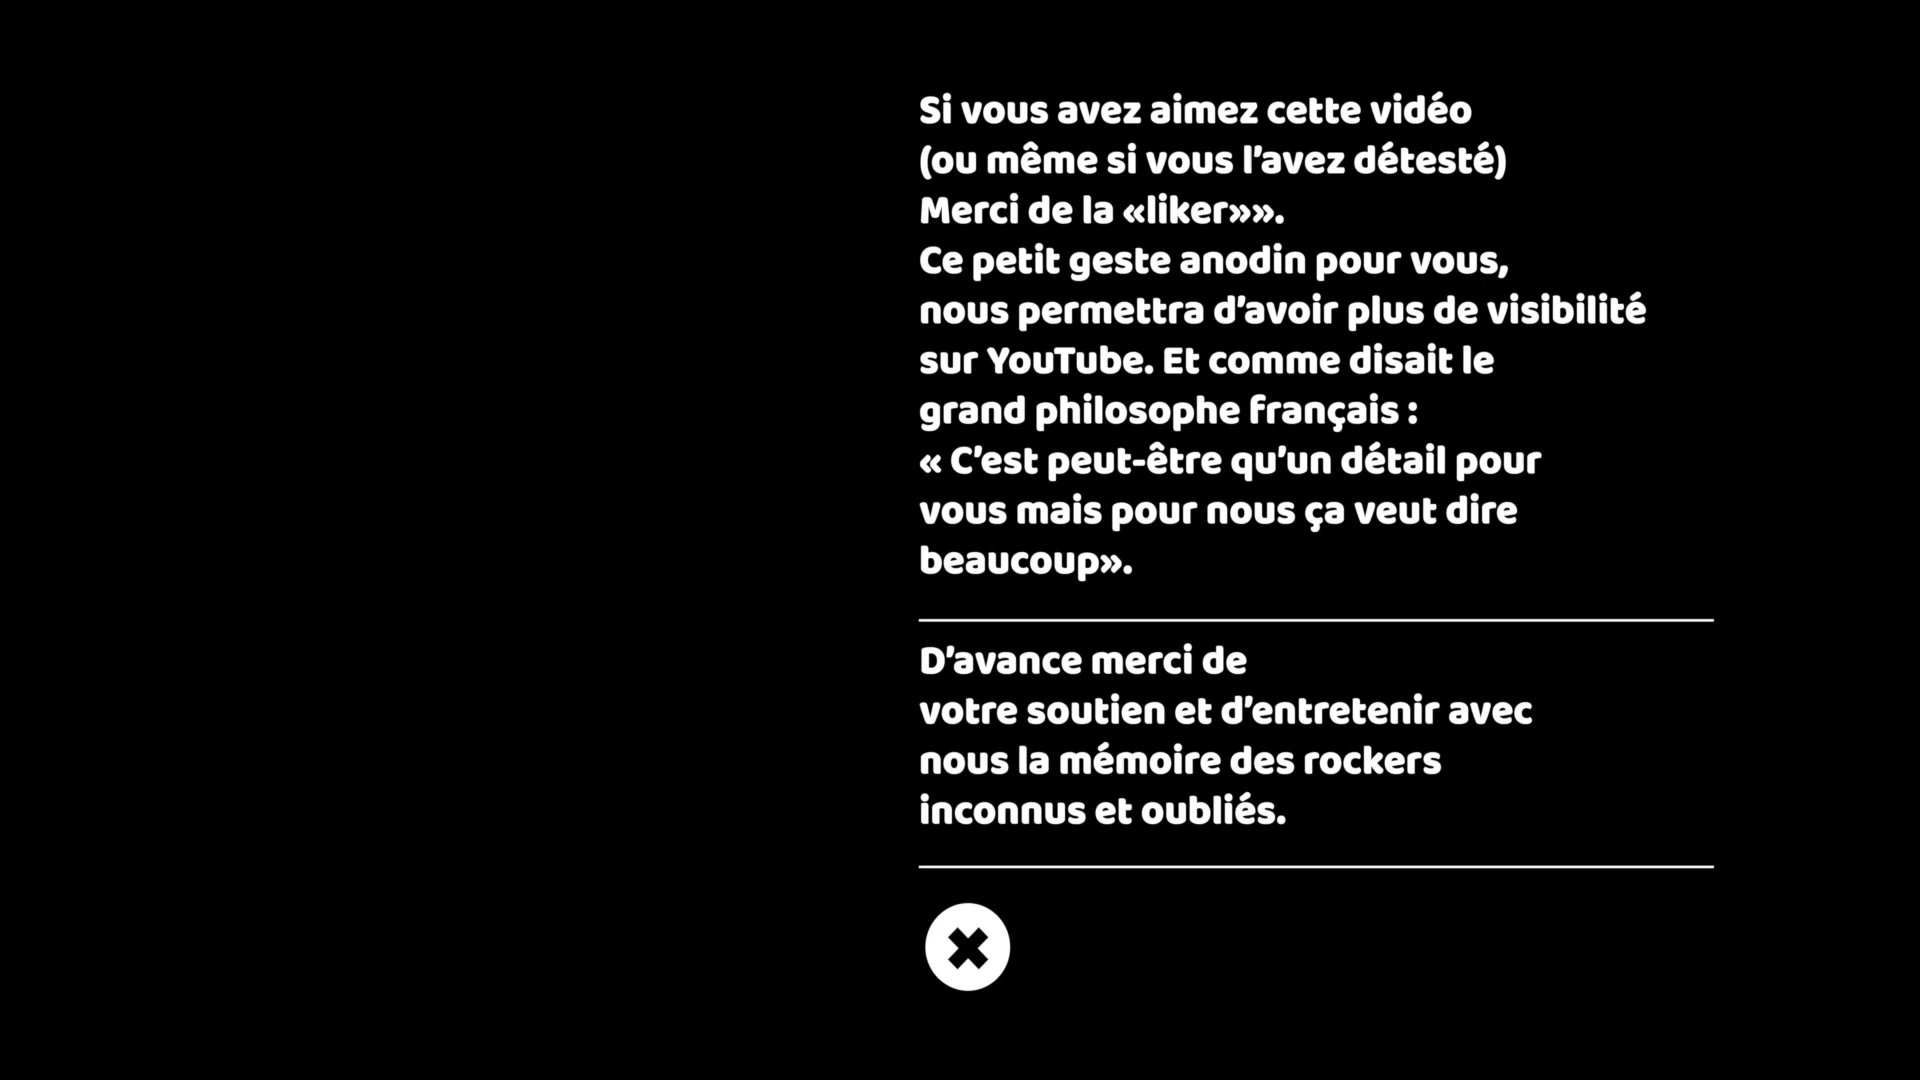 Si vous avez aimez cette vidéo
(ou même si vous l’avez détesté)
Merci de la «liker»».
Ce petit geste anodin pour vous,
nous permettra d’avoir plus de visibilité
sur YouTube. Et comme disait le
grand philosophe français :
« C’est peut-être qu’un détail pour
vous mais pour nous ça veut dire
beaucoup».
D’avance merci de
votre soutien et d’entretenir avec
nous la mémoire des rockers
inconnus et oubliés.